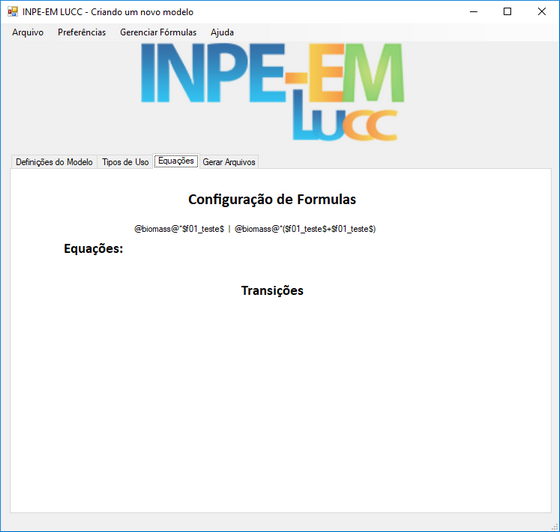 INPE-EM LUCC - Criando um novo modelo
Arquivo Preferências Gerenciar Fórmulas Ajuda
INPE-EM
LUCC
Definições do Modelo Tipos de Uso Equações Gerar Arquivos
Configuração de Formulas
@biomass@*$f01_teste$ | @biomass@*($f01_teste$+$f01_teste$)
Equações:
Transições